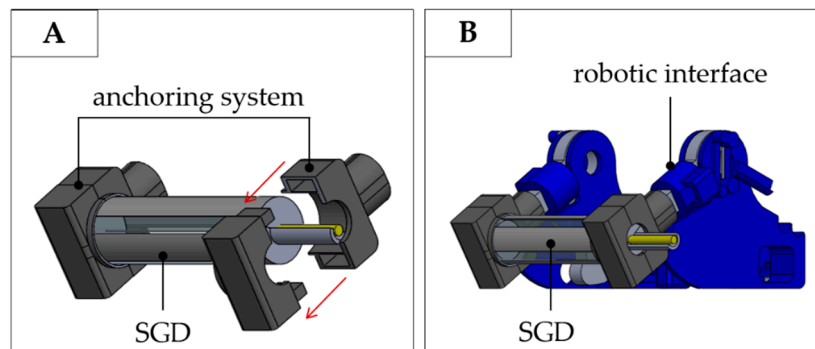 A
anchoring system
SGD
B
robotic interface
SGD